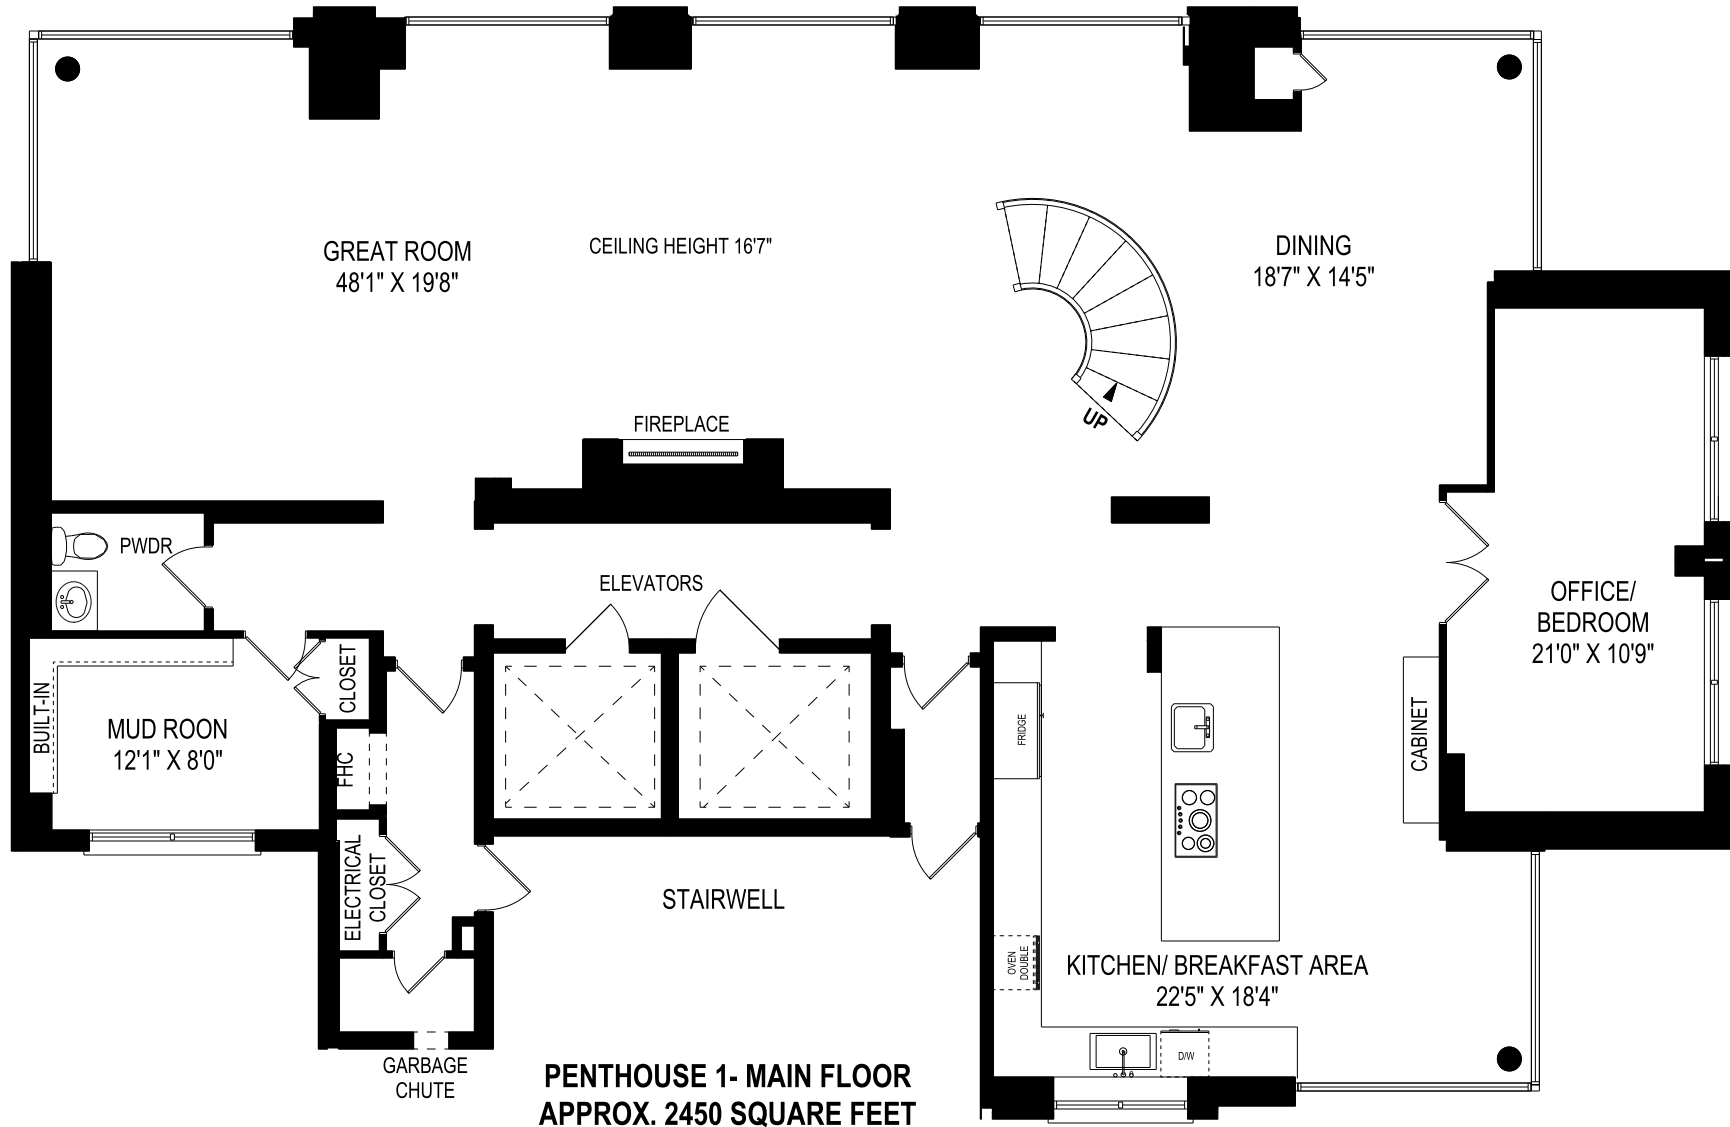 GREAT ROOM
48'1" X 19'8"
CEILING HEIGHT 16'7"
DINING
18'7" X 14'5"
UP
FIREPLACE
PWDR
ELEVATORS
OFFICE/
BEDROOM
21'0" X 10'9"
BUILT-IN
MUD ROON
12'1" X 8'0"
CLOSET
FHC
FRIDGE
CABINET
ELECTRICAL
CLOSET
STAIRWELL
OVEN
DOUBLE
KITCHEN/ BREAKFAST AREA
22'5" X 18'4"
D/W
GARBAGE
CHUTE
PENTHOUSE 1- MAIN FLOOR
APPROX. 2450 SQUARE FEET